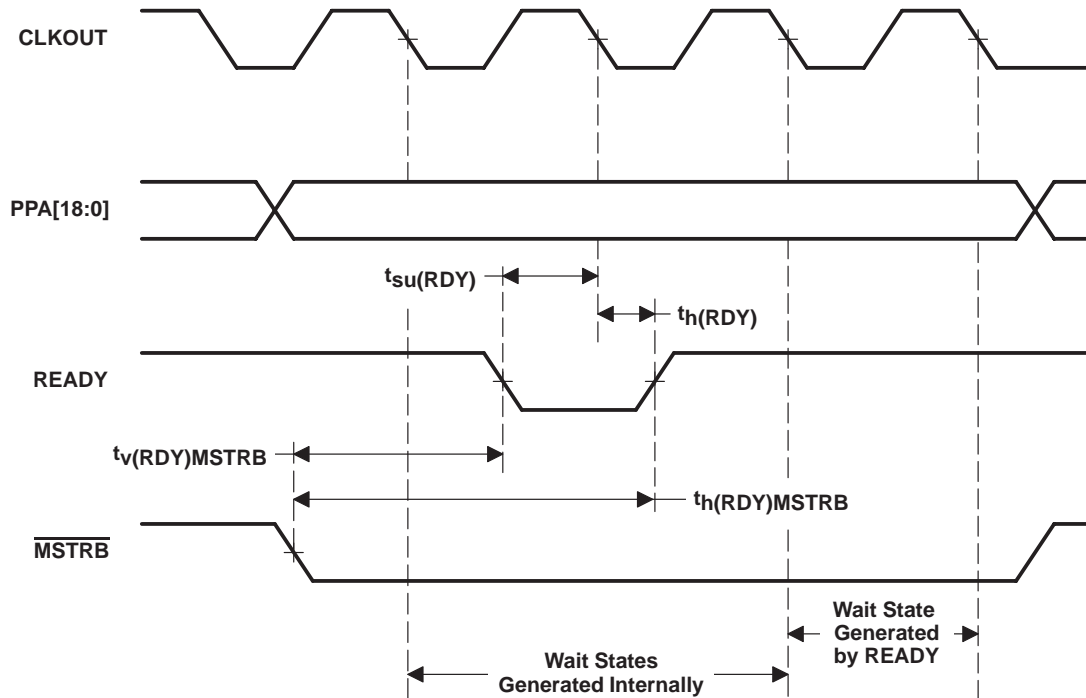 CLKOUT
PPA[18:0]
tsu(RDY)
th(RDY)
READY
tv(RDY)MSTRB
th(RDY)MSTRB
MSTRB
Wait State
Generated
by READY
Wait States
Generated Internally